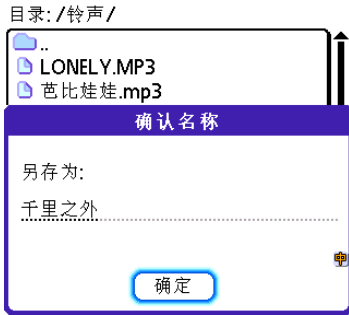 目录: /铃声/
..
LONELY.MP3
芭比娃娃.mp3
确认名称
另存为:
千里之外
中
确定